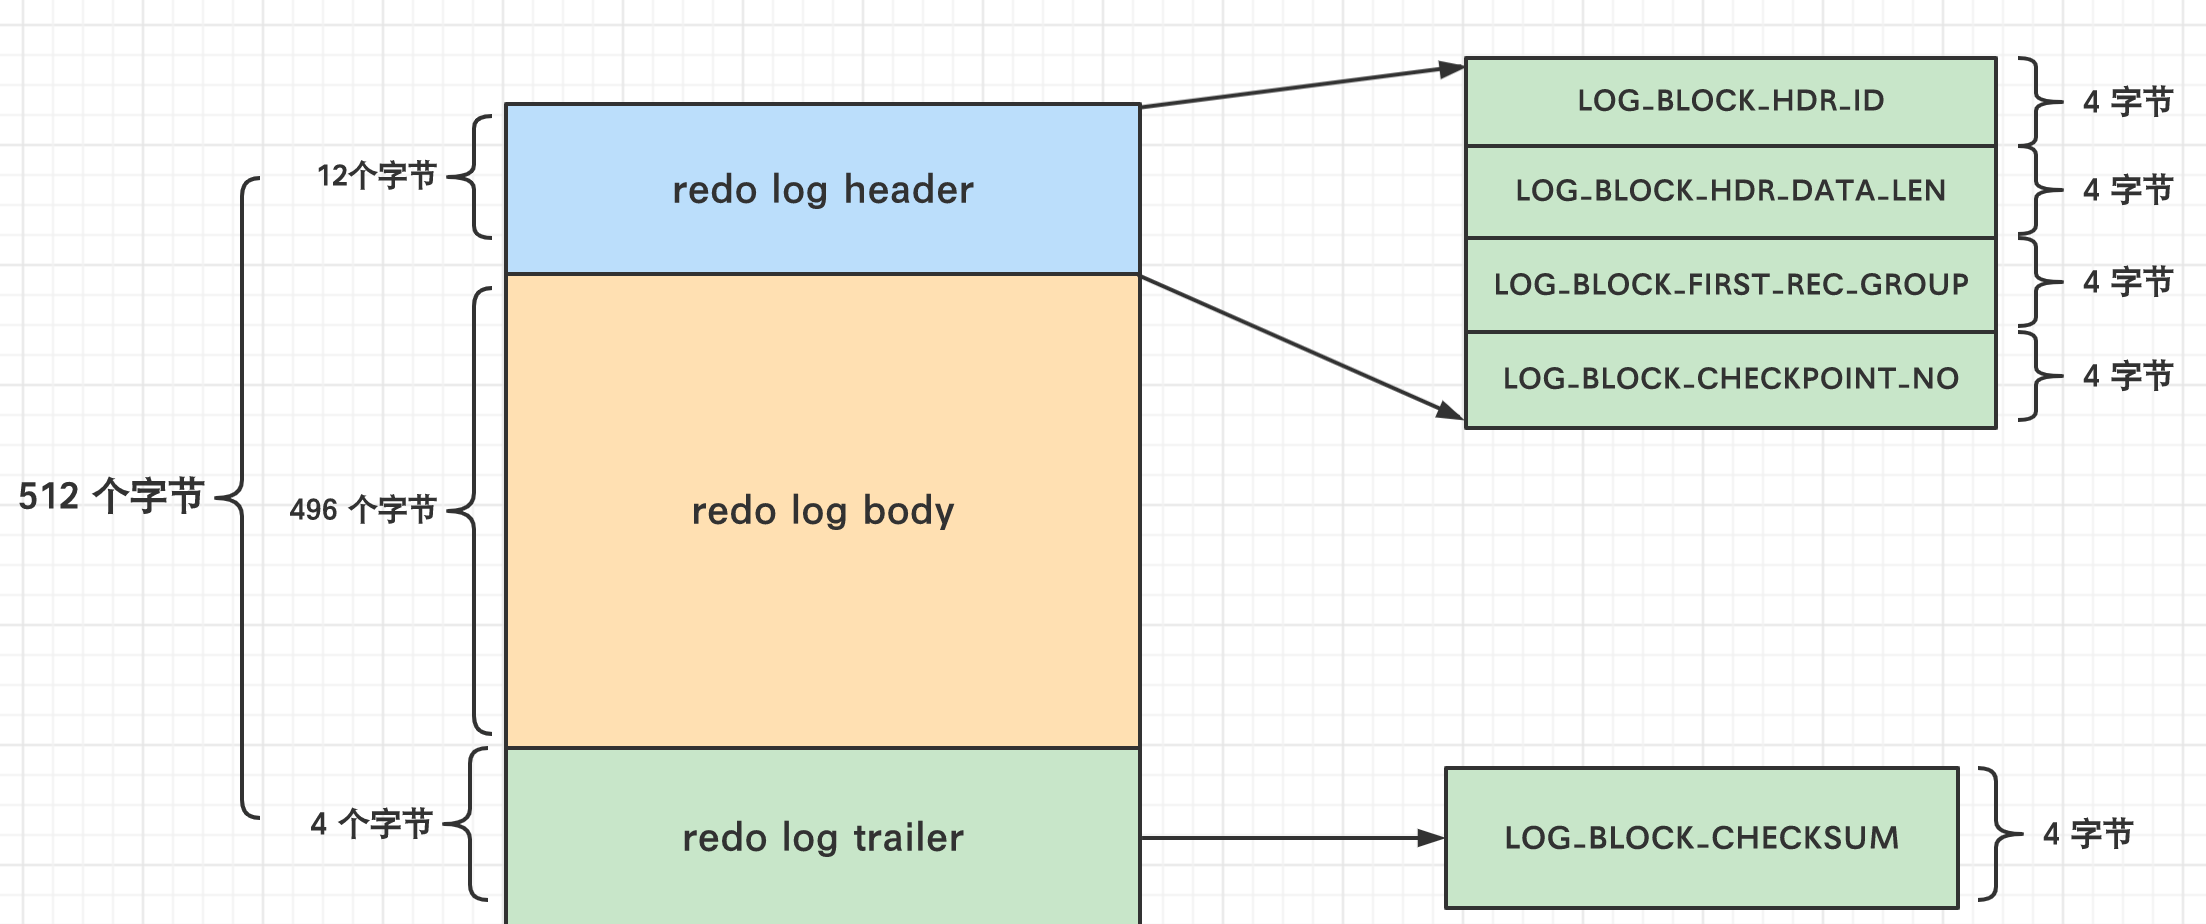 512 个字节
12个字节
496 个字节
4 个字节
redo log header
redo log body
redo log trailer
LOG_BLOCK_HDR_ID
4 字节
LOG_BLOCK_HDR_DATA_LEN
4 字节
LOG_BLOCK_FIRST_REC_GROUP
4 字节
LOG_BLOCK_CHECKPOINT_NO
4 字节
LOG_BLOCK_CHECKSUM
4 字节